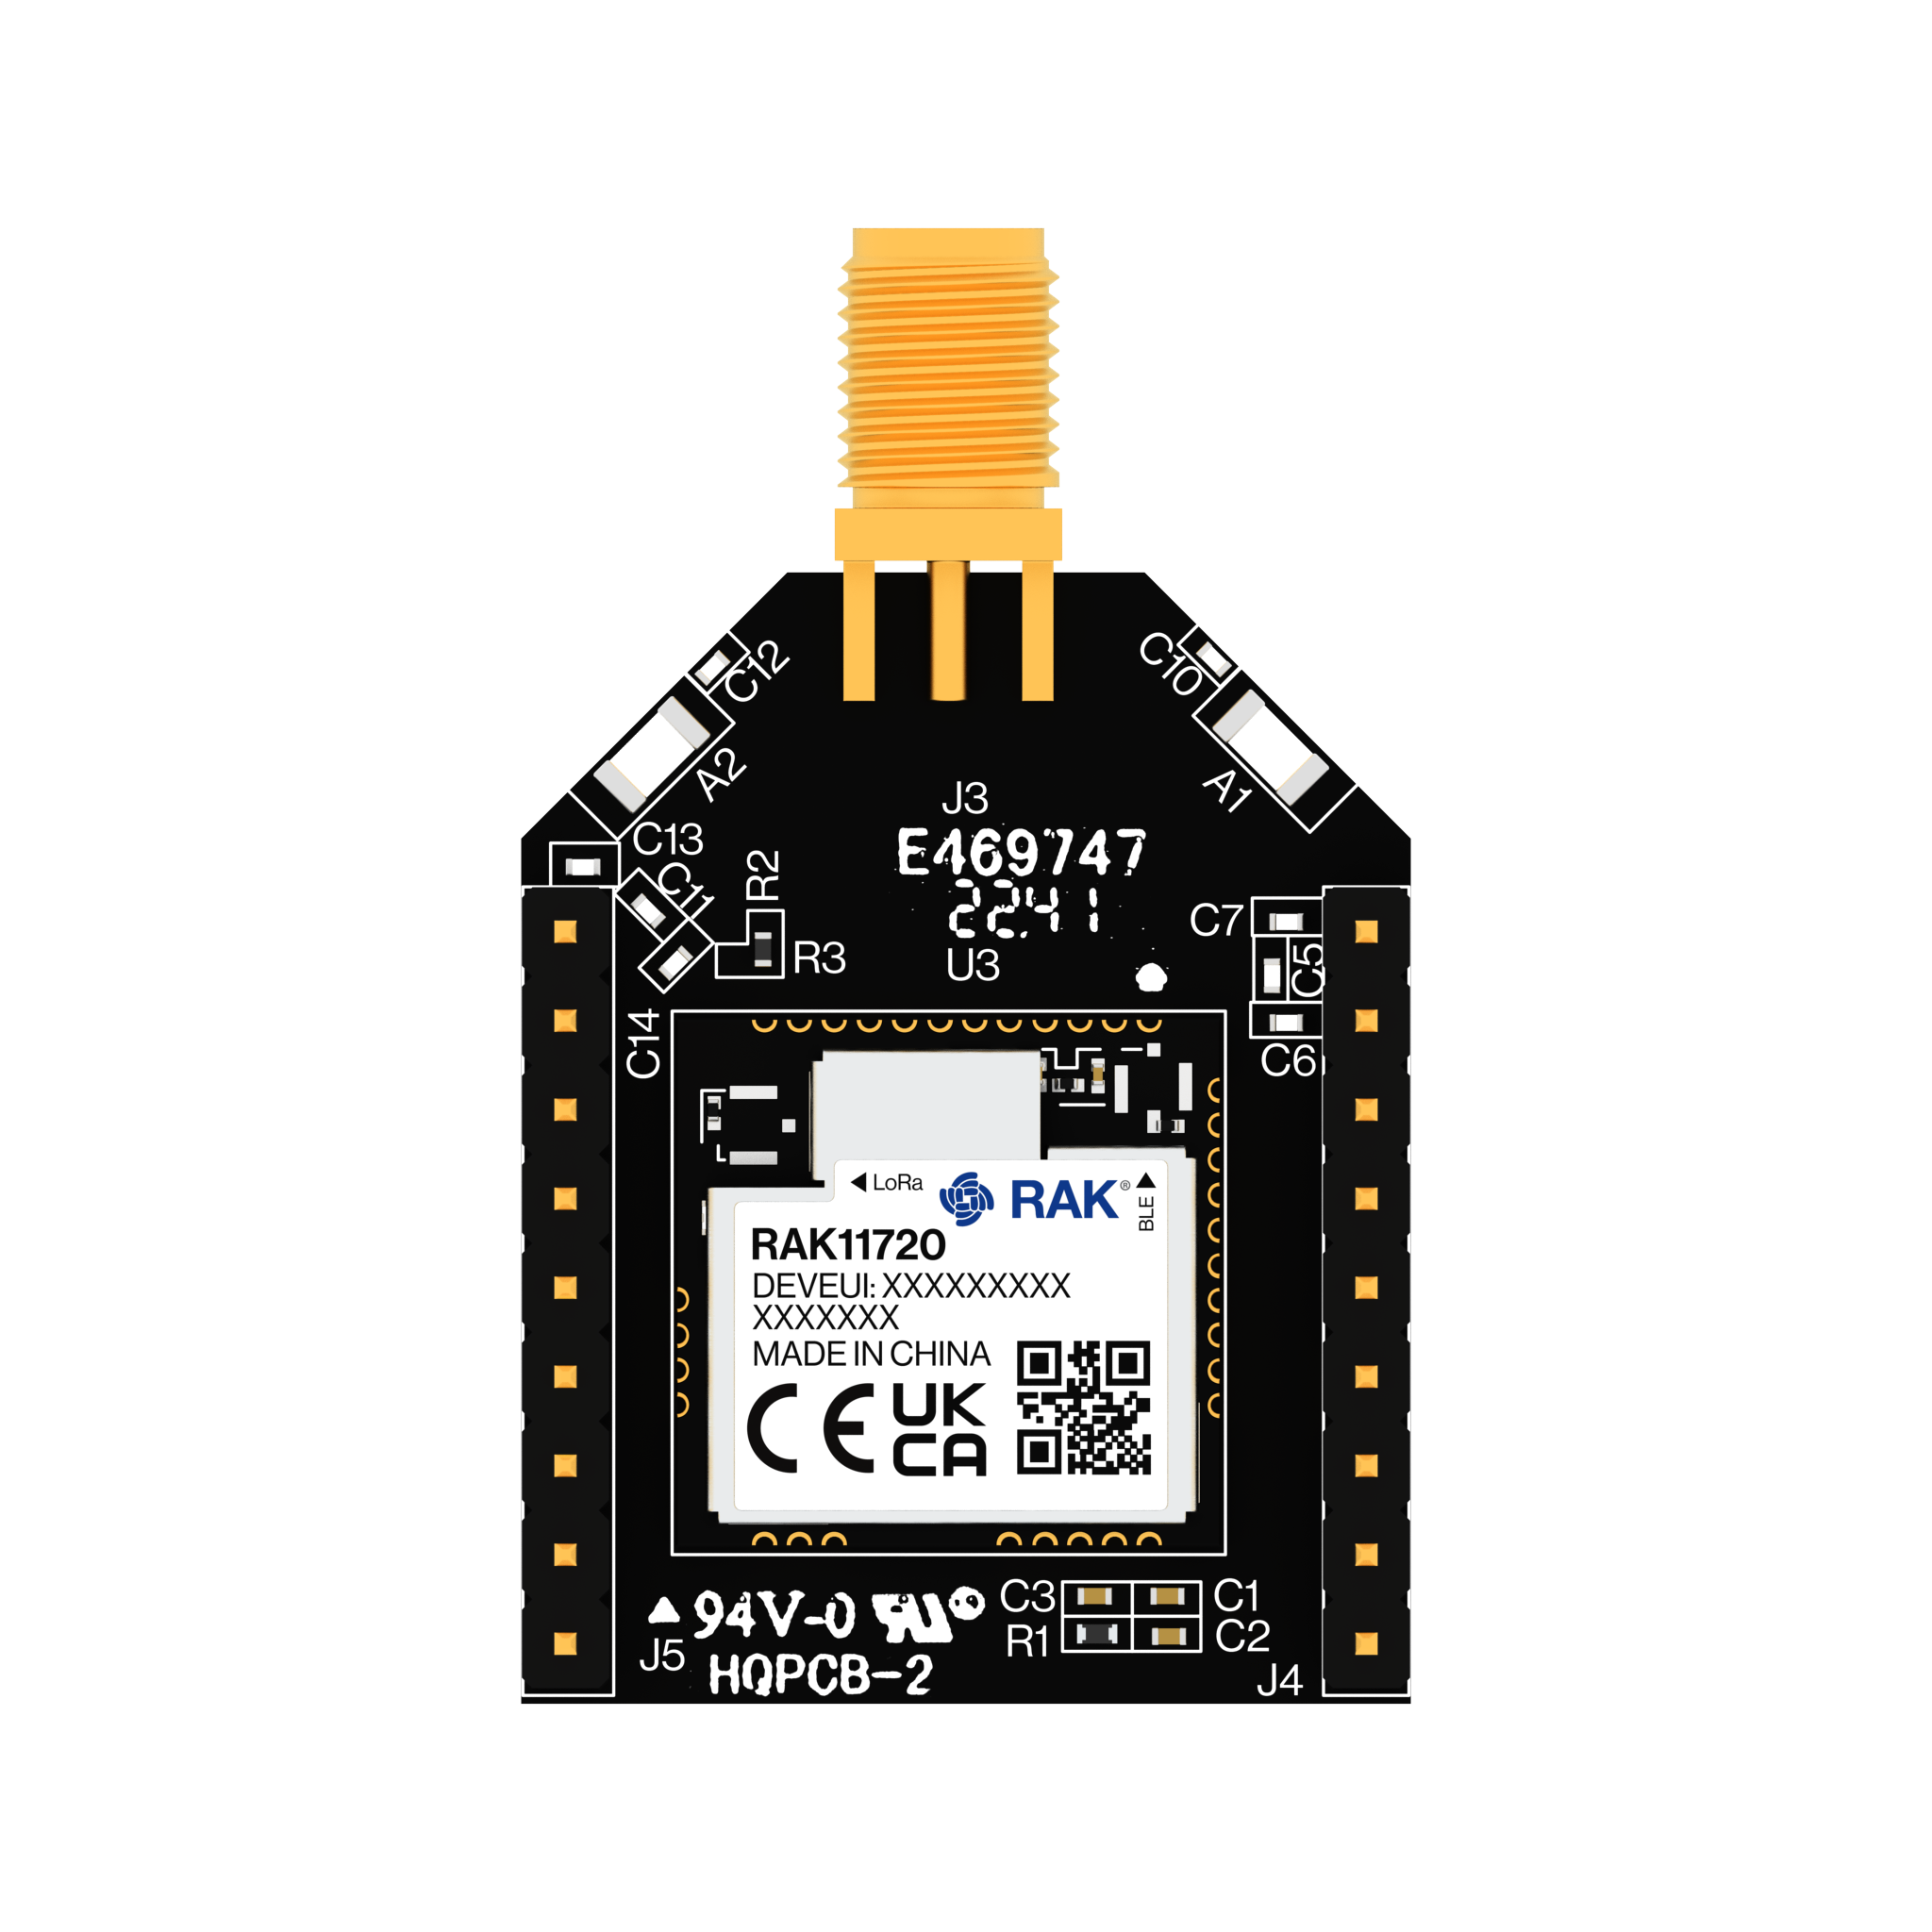 C12
C10
A2
A1
J3
C13
E469747
C11
R2
2241
C7
R3
U3
C5
C14
C6
LoRa
RAK®
BLE
RAK11720
DEVEUI: XXXXXXXXX
XXXXXXX
MADE IN CHINA
CE
UK
CA
C3
C1
94V-0
R1
C2
J5
HQPCB-2
J4